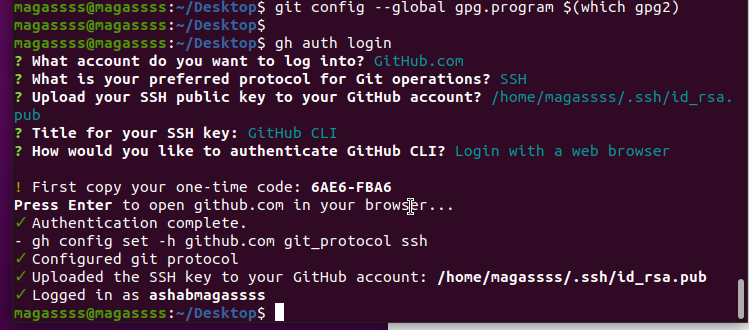 magassss@magassss:~/Desktop$ git config --global gpg.program $(which gpg2)
magassss@magassss:~/Desktop$
magassss@magassss:~/Desktop$ gh auth login
? What account do you want to log into? GitHub.com
? What is your preferred protocol for Git operations? SSH
? Upload your SSH public key to your GitHub account? /home/magassss/.ssh/id_rsa.
pub
? Title for your SSH key: GitHub CLI
? How would you like to authenticate GitHub CLI? Login with a web browser
! First copy your one-time code: 6AE6-FBA6
Press Enter to open github.com in your browser...
✓ Authentication complete.
- gh config set -h github.com git_protocol ssh
✓ Configured git protocol
✓ Uploaded the SSH key to your GitHub account: /home/magassss/.ssh/id_rsa.pub
✓ Logged in as ashabmagassss
magassss@magassss:~/Desktop$